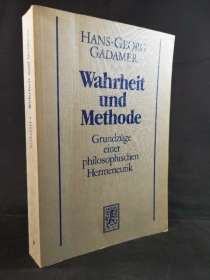 HANS-GEORG
GADAMER
Wahrheit
und
Methode
Grundzüge
einer
philosophischen
Hermeneutik